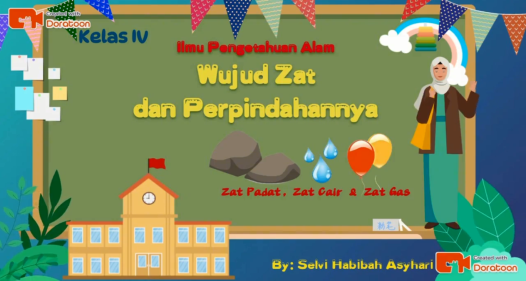 Created with
Doratoon
Kelas IV
Ilmu Pengetahuan Alam
Wujud Zat
dan Perpindahannya
Zat Padat, Zat Cair & Zat Gas
By: Selvi Habibah Asyhari
Created with
Doratoon